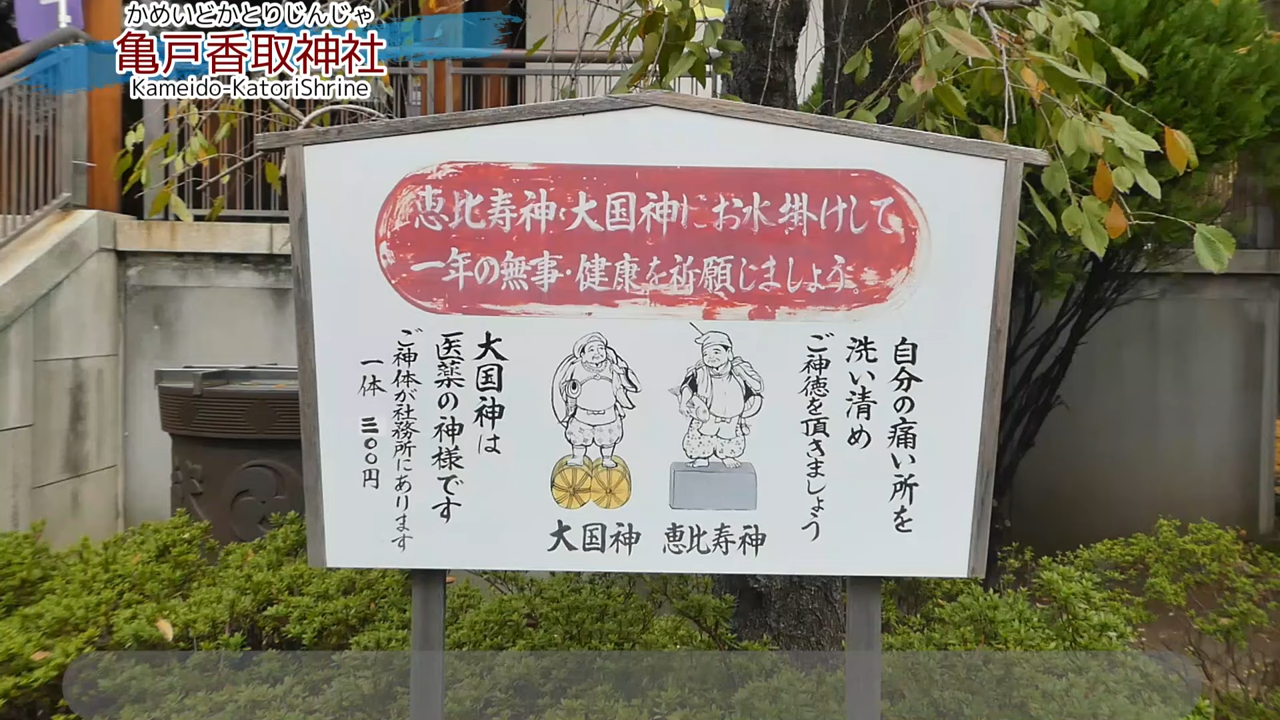 かめいどかとりじんじゃ
亀戸香取神社
Kameido-KatoriShrine
恵比寿神・大国神にお水掛けして
一年の無事・健康を祈願しましょう。
自分の痛い所を
洗い清め
ご神徳を頂きましょう
大国神は
医薬の神様です
ご神体が社務所にあります
一体 三〇〇円
大国神
恵比寿神